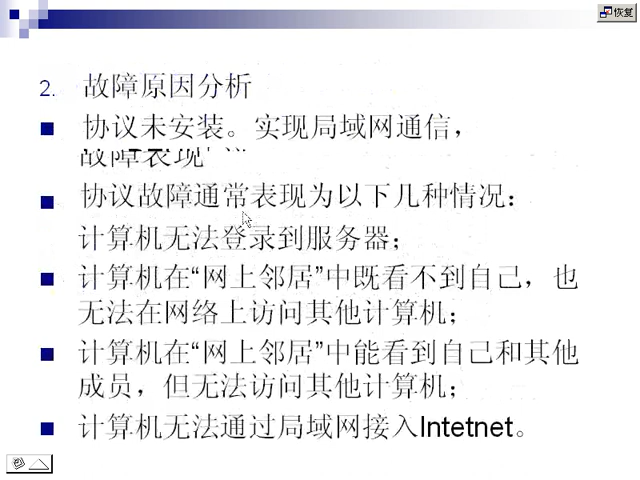 恢复
2. 故障原因分析
■ 协议未安装。实现局域网通信，
故障表现
■ 协议故障通常表现为以下几种情况：
计算机无法登录到服务器；
■ 计算机在“网上邻居”中既看不到自己，也
无法在网络上访问其他计算机；
■ 计算机在“网上邻居”中能看到自己和其他
成员，但无法访问其他计算机；
■ 计算机无法通过局域网接入Intetnet。